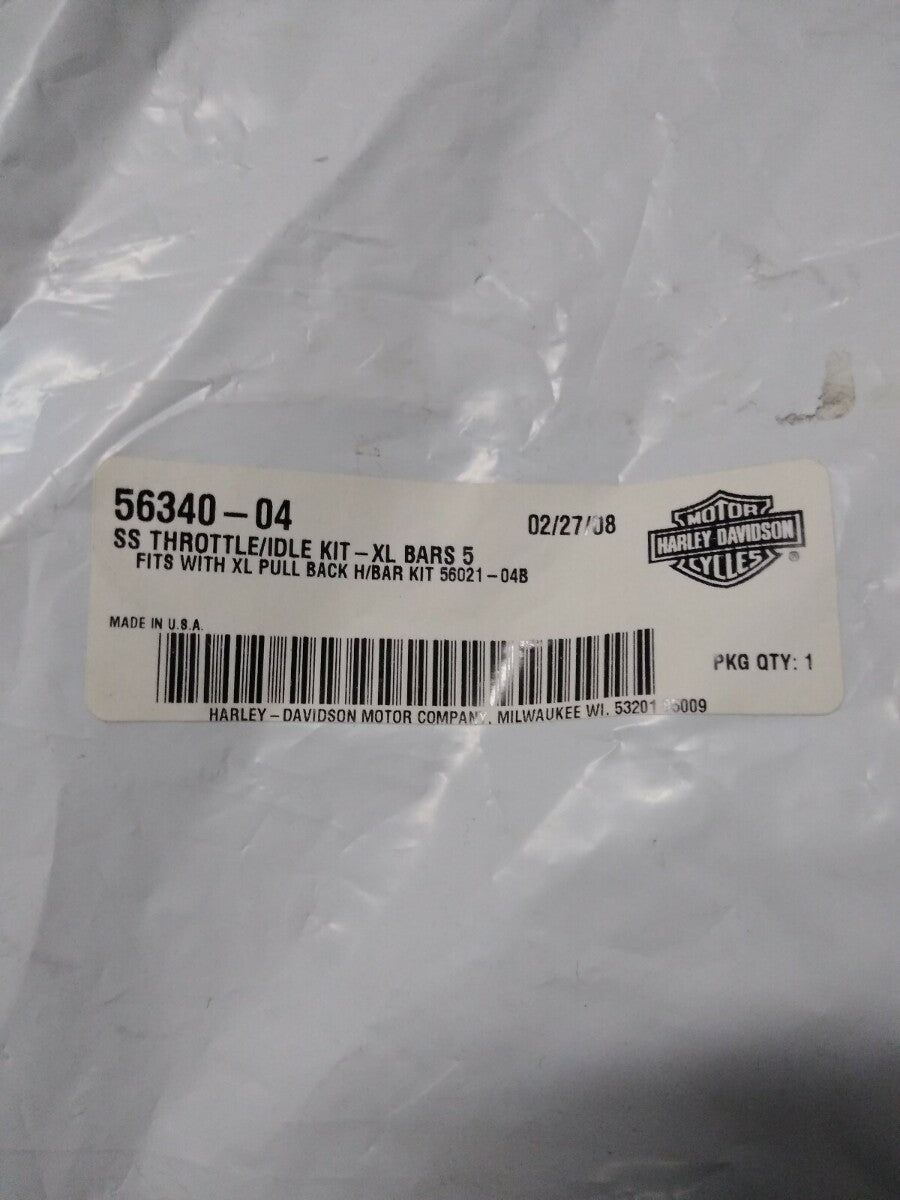 56340-04
02/27/08
SS THROTTLE/IDLE KIT-XL BARS 5
FITS WITH XL PULL BACK H/BAR KIT 56021-04B
MOTOR
HARLEY-DAVIDSON
CYCLES
®
MADE IN U.S.A.
PKG QTY: 1
HARLEY-DAVIDSON MOTOR COMPANY, MILWAUKEE WI. 53201